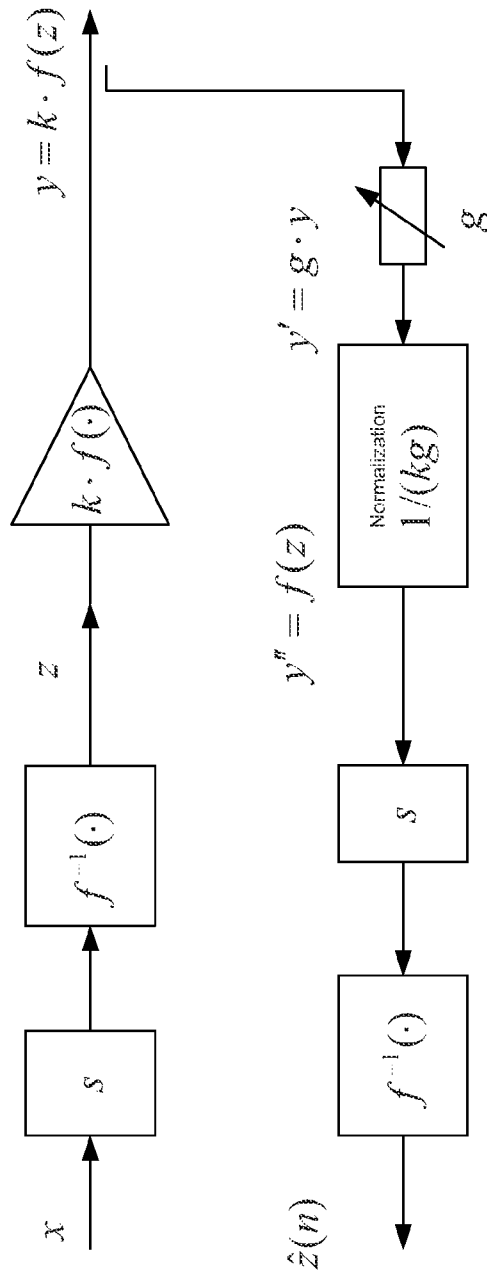 x
s
f⁻¹(·)
z
k · f(·)
y = k · f(z)
ẑ(n)
f⁻¹(·)
s
y″ = f(z)
Normalization
1/(kg)
y′ = g · y
g